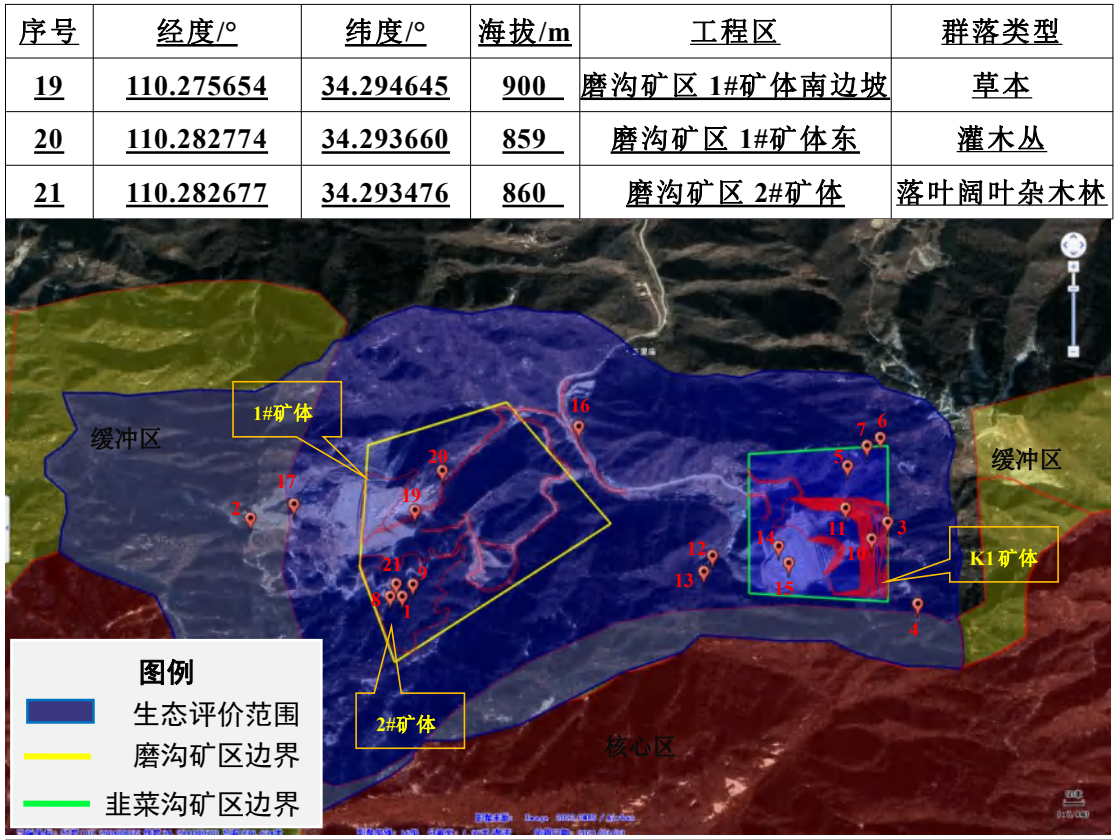 序号 经度/° 纬度/° 海拔/m 工程区 群落类型
19 110.275654 34.294645 900 磨沟矿区 1#矿体南边坡 草本
20 110.282774 34.293660 859 磨沟矿区 1#矿体东 灌木丛
21 110.282677 34.293476 860 磨沟矿区 2#矿体 落叶阔叶杂木林
1#矿体
16
缓冲区
6
7
缓冲区
20
5
17
19
2
11
3
14
10
12
K1矿体
13
15
21
9
8
1
4
2#矿体
核心区
图例
生态评价范围
磨沟矿区边界
韭菜沟矿区边界